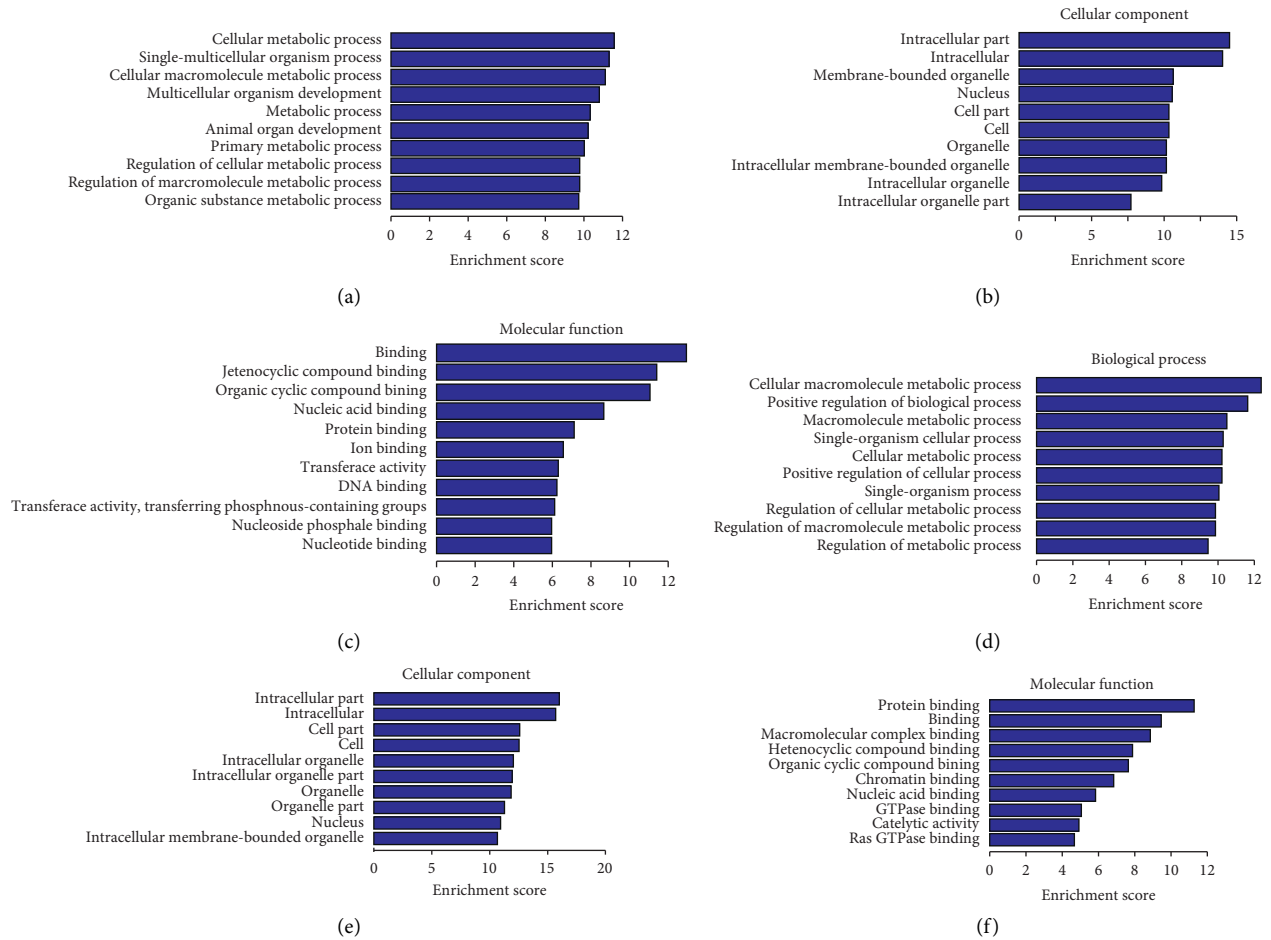 Cellular metabolic process
Single-multicellular organism process
Cellular macromolecule metabolic process
Multicellular organism development
Metabolic process
Animal organ development
Primary metabolic process
Regulation of cellular metabolic process
Regulation of marcromolecule metabolic process
Organic substance metabolic process
0 2 4 6 8 10 12
Enrichment score
(a)
Cellular component
Intracellular part
Intracellular
Membrane-bounded organelle
Nucleus
Cell part
Cell
Organelle
Intracellular membrane-bounded organelle
Intracellular organelle
Intracellular organelle part
0 5 10 15
Enrichment score
(b)
Molecular function
Binding
Jetenocyclic compound binding
Organic cyclic compound bining
Nucleic acid binding
Protein binding
Ion binding
Transferace activity
DNA binding
Transferace activity, transferring phosphnous-containing groups
Nucleoside phosphale binding
Nucleotide binding
0 2 4 6 8 10 12
Enrichment score
(c)
Biological process
Cellular macromolecule metabolic process
Positive regulation of biological process
Macromolecule metabolic process
Single-organism cellular process
Cellular metabolic process
Positive regulation of cellular process
Single-organism process
Regulation of cellular metabolic process
Regulation of macromolecule metabolic process
Regulation of metabolic process
0 2 4 6 8 10 12
Enrichment score
(d)
Cellular component
Intracellular part
Intracellular
Cell part
Cell
Intracellular organelle
Intracellular organelle part
Organelle
Organelle part
Nucleus
Intracellular membrane-bounded organelle
0 5 10 15 20
Enrichment score
(e)
Molecular function
Protein binding
Binding
Macromolecular complex binding
Hetenocyclic compound binding
Organic cyclic compound bining
Chromatin binding
Nucleic acid binding
GTPase binding
Catelytic activity
Ras GTPase binding
0 2 4 6 8 10 12
Enrichment score
(f)